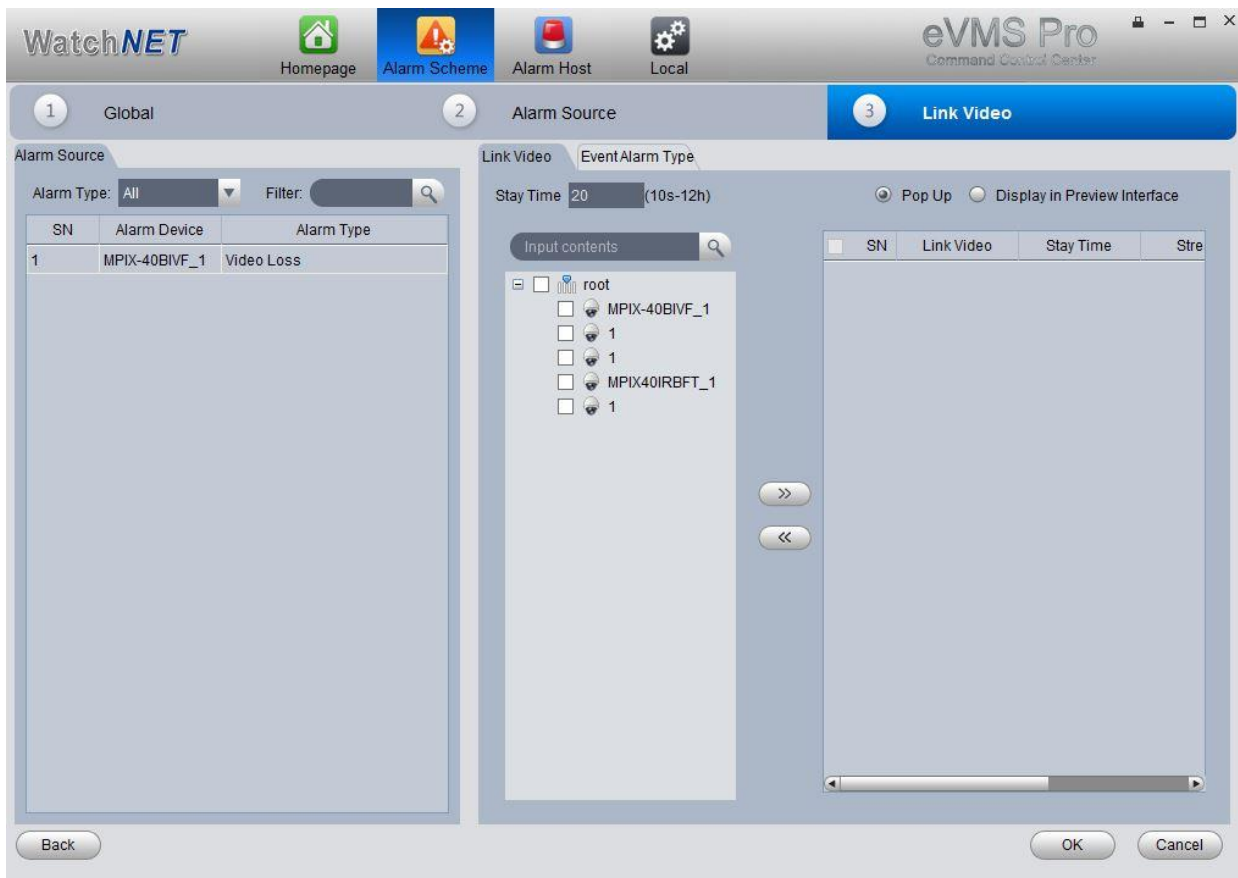 WatchNET
Homepage
Alarm Scheme
Alarm Host
Local
eVMS Pro
Command Control Center
1 Global
2 Alarm Source
3 Link Video
Alarm Source
Alarm Type: All Filter:
SN Alarm Device Alarm Type
1 MPIX-40BIVF_1 Video Loss
Link Video Event Alarm Type
Stay Time 20 (10s-12h)
Pop Up Display in Preview Interface
Input contents
root
MPIX-40BIVF_1
1
1
MPIX40IRBFT_1
1
>>
<<
SN Link Video Stay Time Stre
Back
OK
Cancel